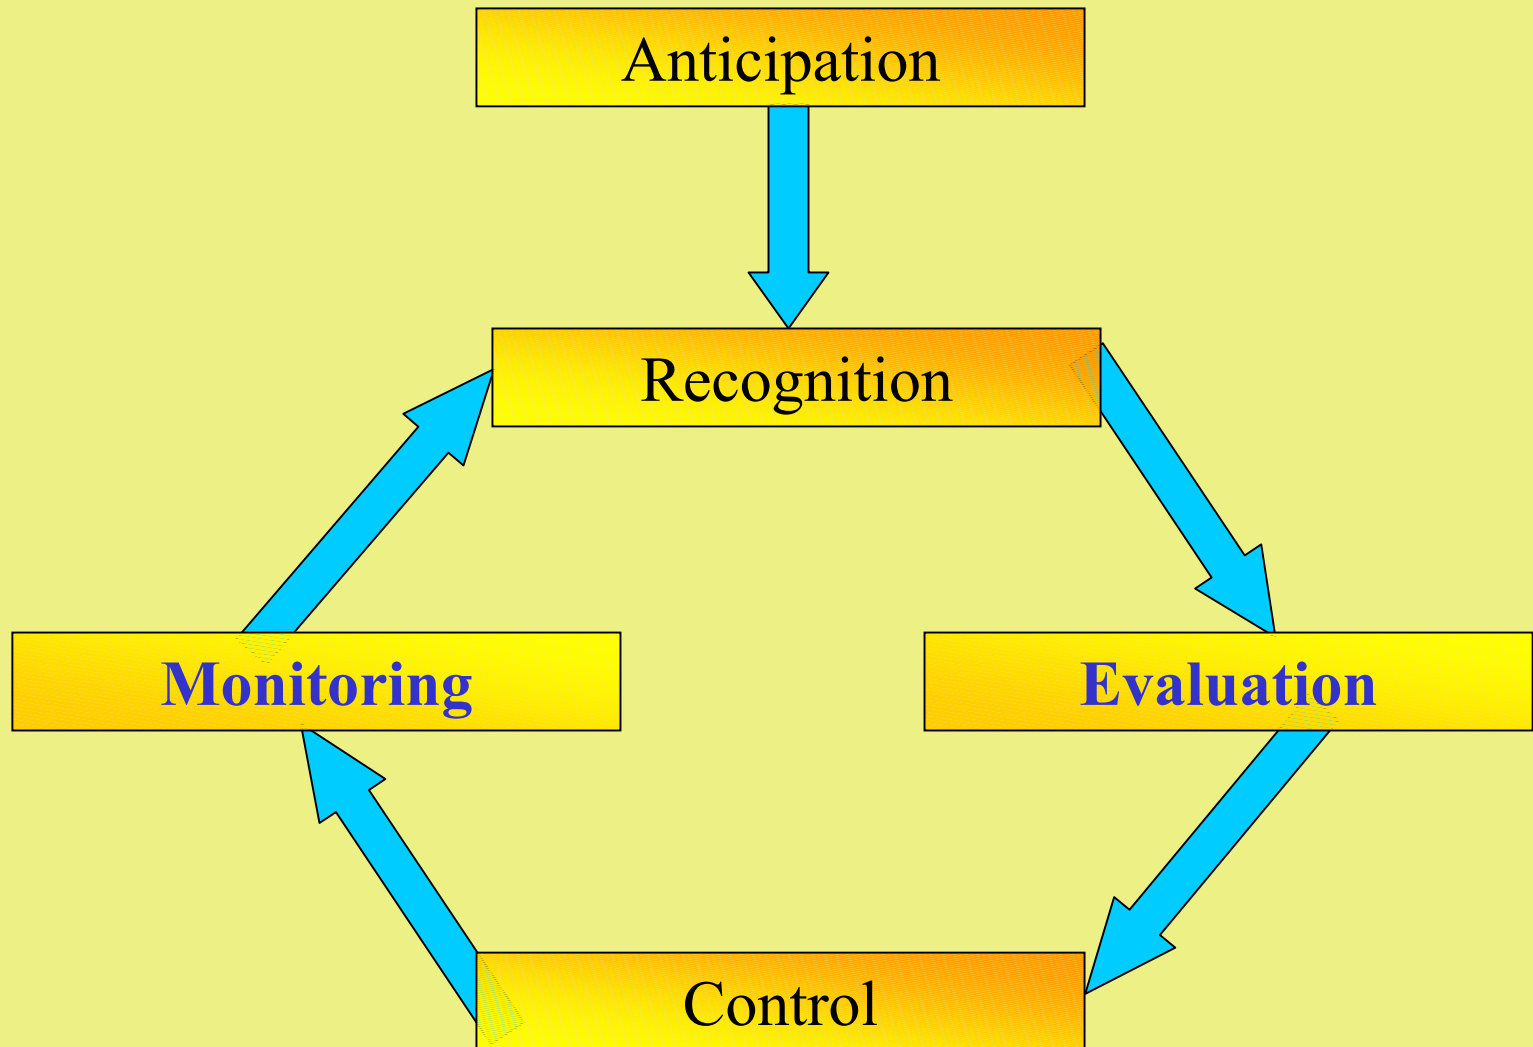 Anticipation
Recognition
Monitoring
Evaluation
Control